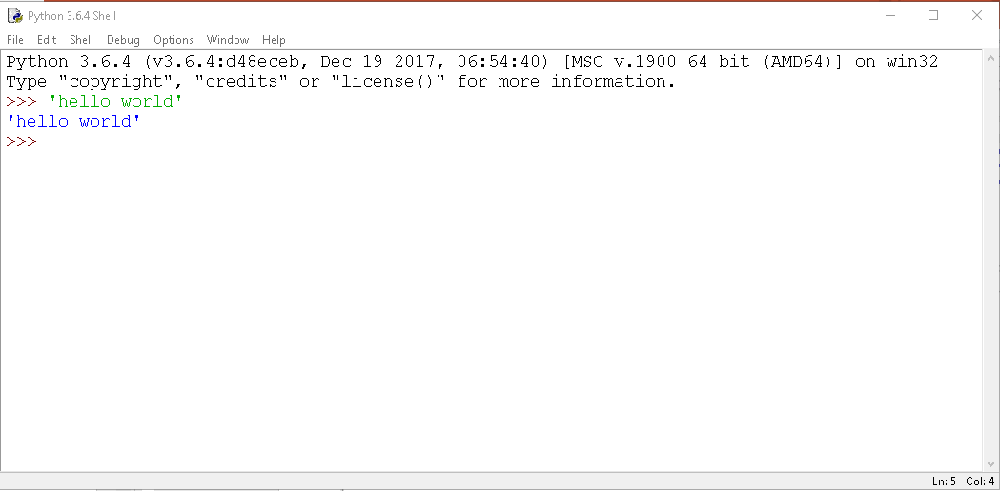 Python 3.6.4 Shell
File Edit Shell Debug Options Window Help
Python 3.6.4 (v3.6.4:d48eceb, Dec 19 2017, 06:54:40) [MSC v.1900 64 bit (AMD64)] on win32
Type "copyright", "credits" or "license()" for more information.
>>> 'hello world'
'hello world'
>>>
Ln: 5 Col: 4